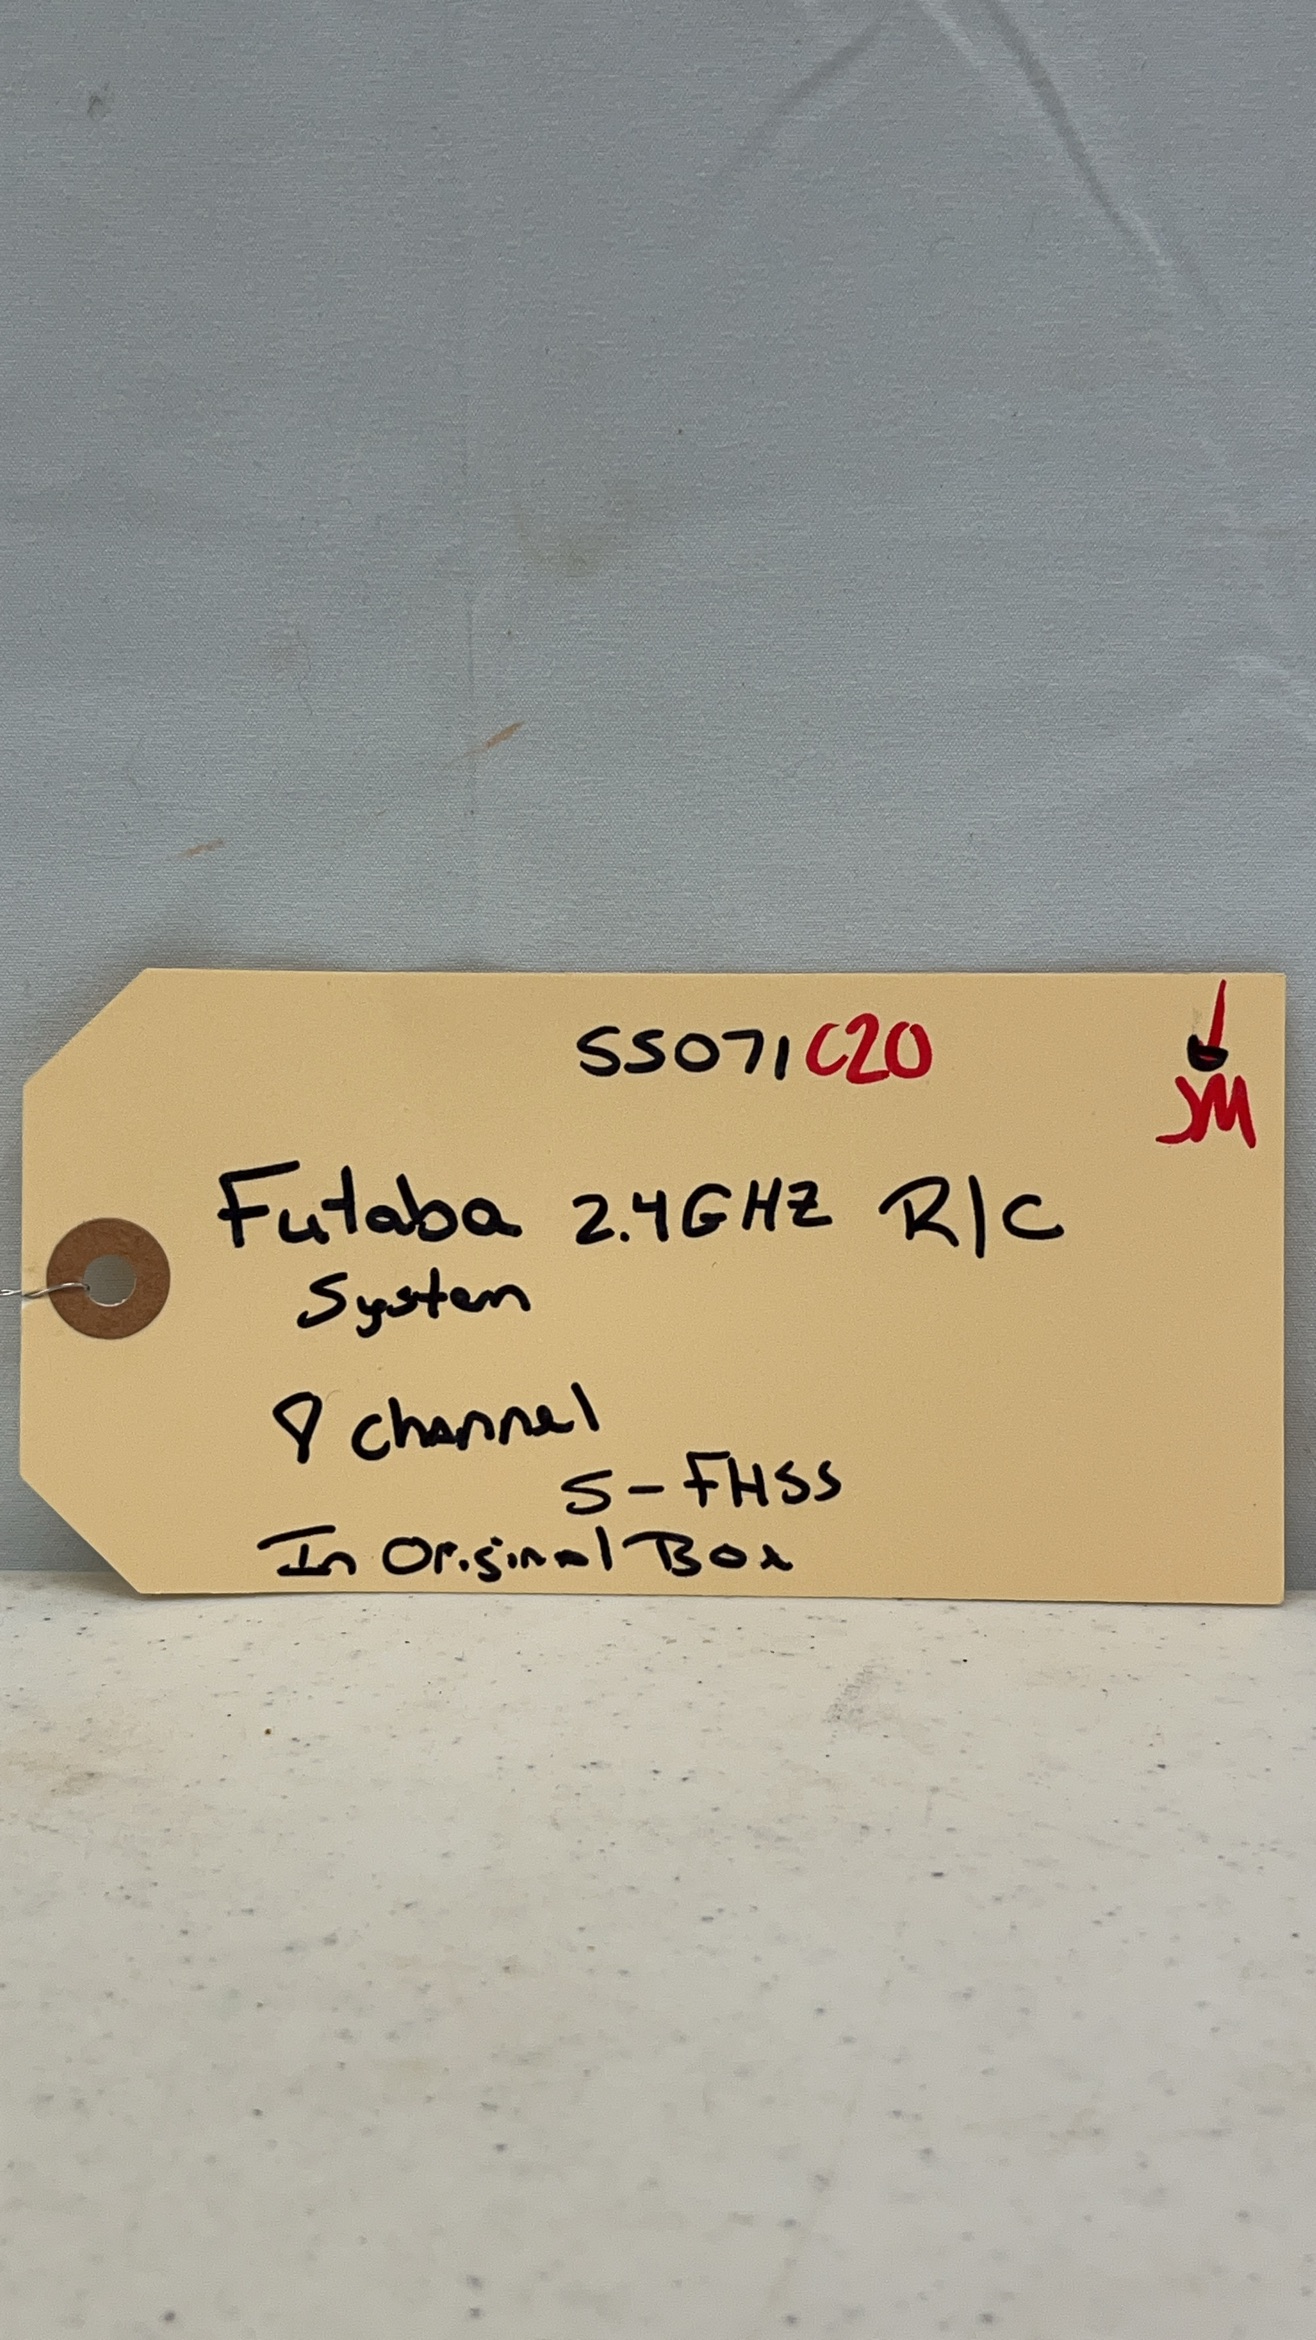 SS071C20
JM
Futaba 2.4GHZ R/C
System
8 channel
S-FHSS
In Original Box